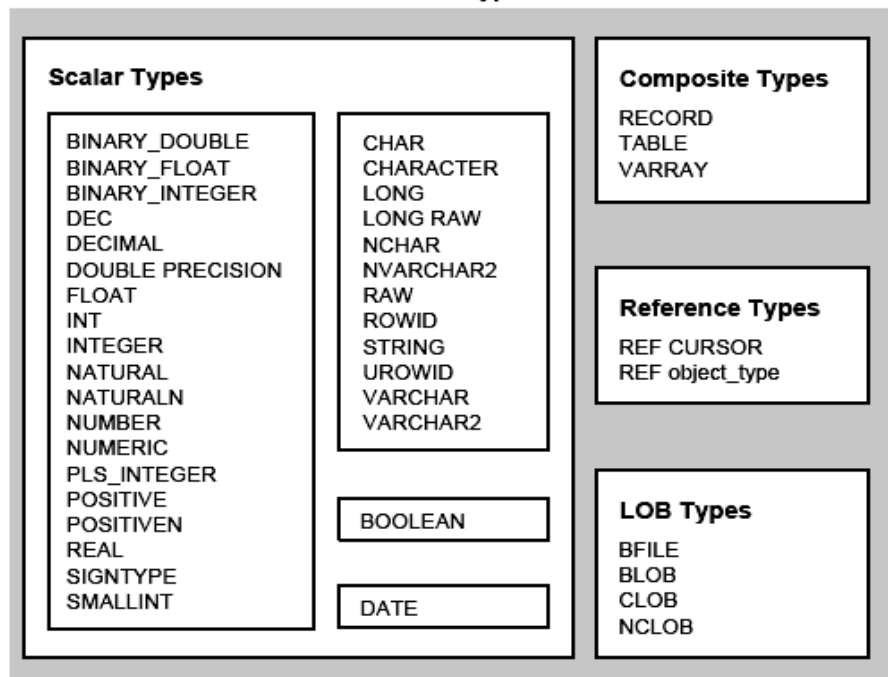 Scalar Types
BINARY_DOUBLE
BINARY_FLOAT
BINARY_INTEGER
DEC
DECIMAL
DOUBLE PRECISION
FLOAT
INT
INTEGER
NATURAL
NATURALN
NUMBER
NUMERIC
PLS_INTEGER
POSITIVE
POSITIVEN
REAL
SIGNTYPE
SMALLINT
CHAR
CHARACTER
LONG
LONG RAW
NCHAR
NVARCHAR2
RAW
ROWID
STRING
UROWID
VARCHAR
VARCHAR2
BOOLEAN
DATE
Composite Types
RECORD
TABLE
VARRAY
Reference Types
REF CURSOR
REF object_type
LOB Types
BFILE
BLOB
CLOB
NCLOB